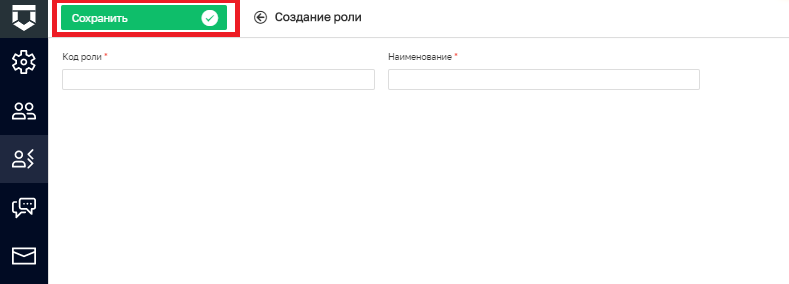 Сохранить
Создание роли
Код роли *
Наименование *